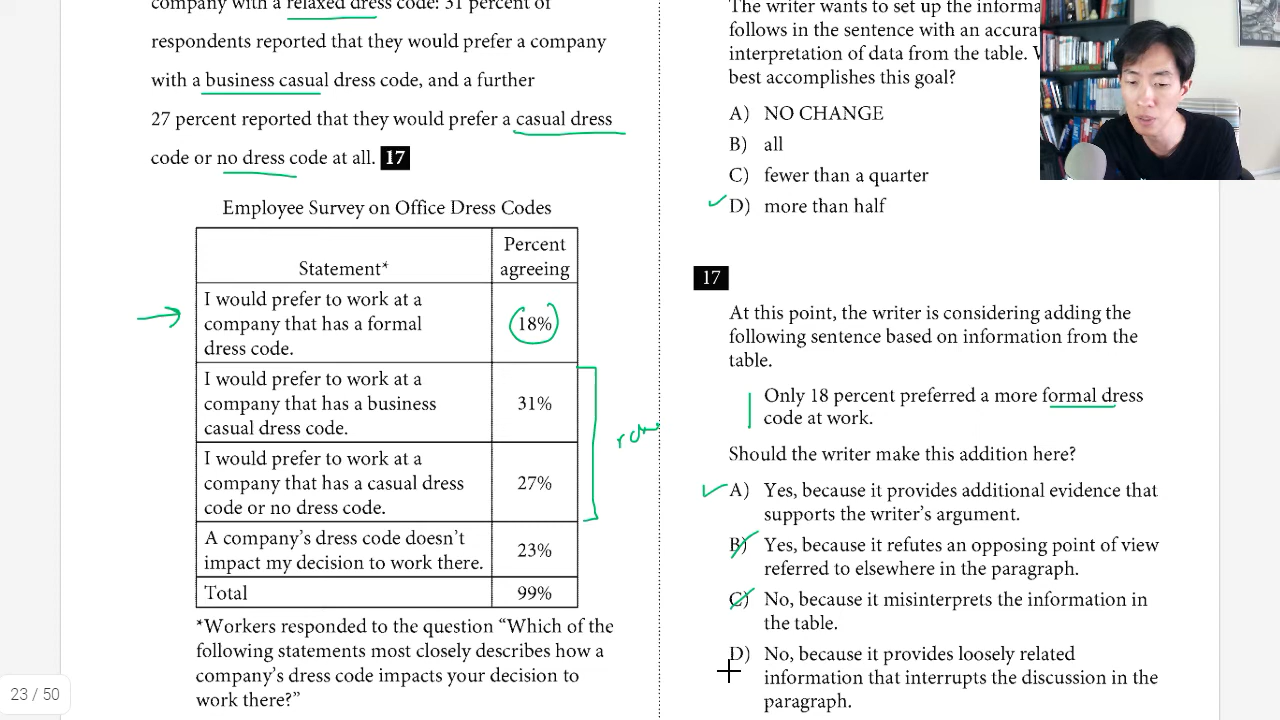 company with a relaxed dress code: 31 percent of
respondents reported that they would prefer a company
with a business casual dress code, and a further
27 percent reported that they would prefer a casual dress
code or no dress code at all. 17
Employee Survey on Office Dress Codes
Statement*
Percent
agreeing
I would prefer to work at a
company that has a formal
dress code.
18%
I would prefer to work at a
company that has a business
casual dress code.
31%
I would prefer to work at a
company that has a casual dress
code or no dress code.
27%
A company's dress code doesn't
impact my decision to work there.
23%
Total
99%
*Workers responded to the question “Which of the
following statements most closely describes how a
company's dress code impacts your decision to
work there?”
23 / 50
The writer wants to set up the
follows in the sentence with an
interpretation of data from the table.
best accomplishes this goal?
A) NO CHANGE
B) all
C) fewer than a quarter
D) more than half
17
At this point, the writer is considering adding the
following sentence based on information from the
table.
Only 18 percent preferred a more formal dress
code at work.
Should the writer make this addition here?
A) Yes, because it provides additional evidence that
supports the writer's argument.
B) Yes, because it refutes an opposing point of view
referred to elsewhere in the paragraph.
C) No, because it misinterprets the information in
the table.
D) No, because it provides loosely related
information that interrupts the discussion in the
paragraph.